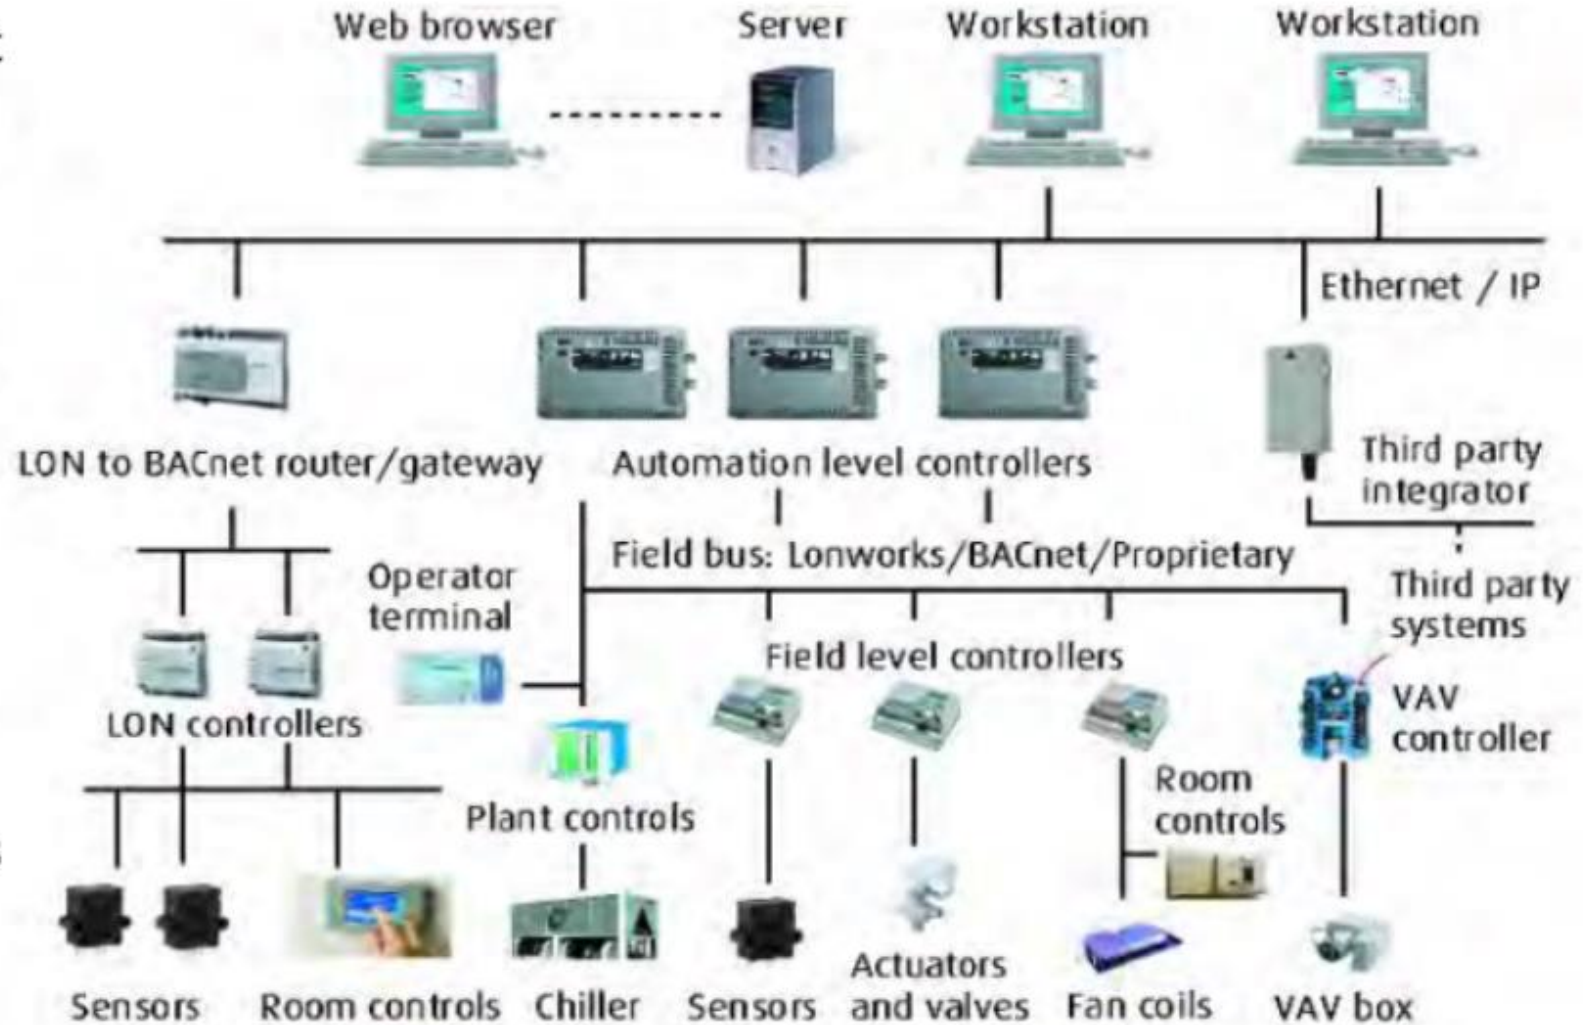 Web browser
Server
Workstation
Workstation
Ethernet / IP
LON to BACnet router/gateway
Automation level controllers
Third party
integrator
Field bus: Lonworks/BACnet/Proprietary
Operator
terminal
Third party
systems
Field level controllers
LON controllers
VAV
controller
Room
controls
Plant controls
Sensors
Room controls
Chiller
Sensors
Actuators
and valves
Fan coils
VAV box